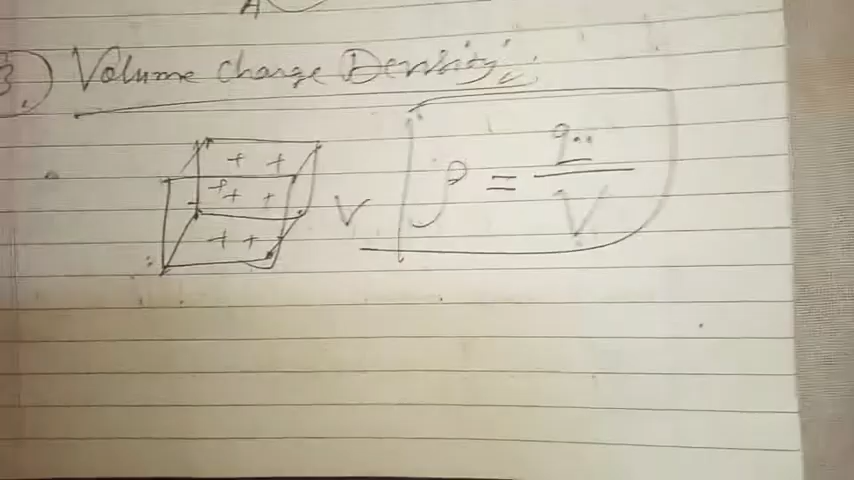 A
3.) Volume charge Density:
+ +
+ + +
+ +
V
ρ = q / V